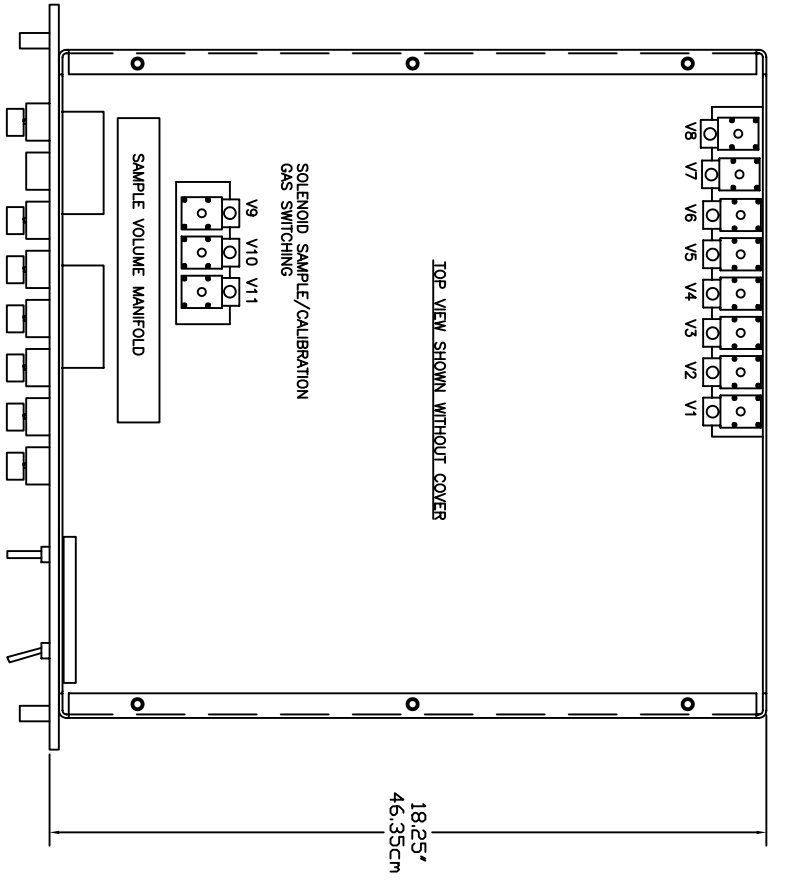 V8
V7
V6
V5
V4
V3
V2
V1
TOP VIEW SHOWN WITHOUT COVER
SOLENOID SAMPLE/CALIBRATION
GAS SWITCHING
V9
V10
V11
SAMPLE VOLUME MANIFOLD
18.25"
46.35cm